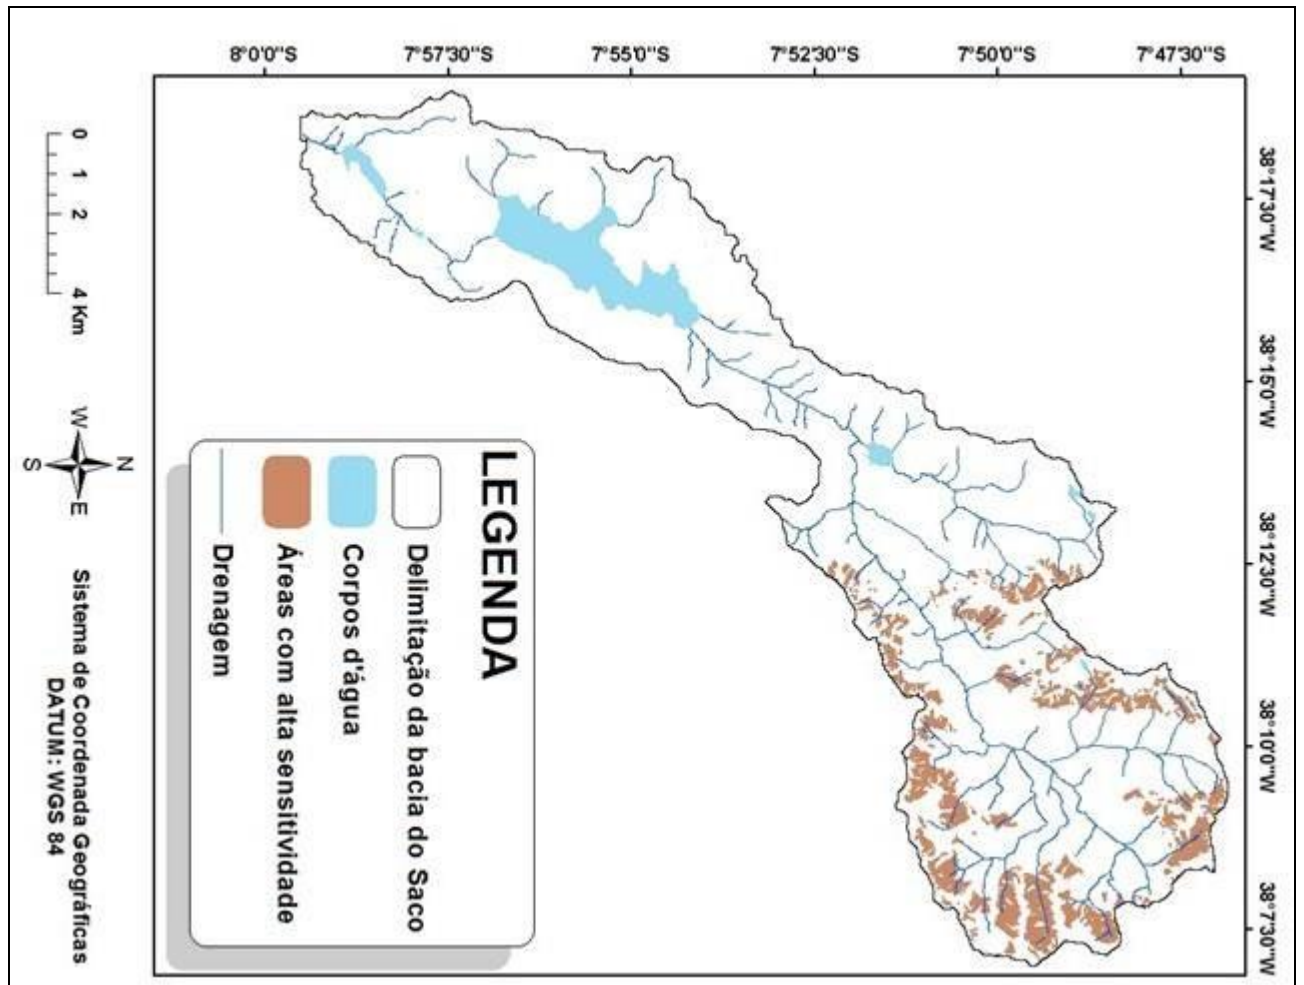 38°17'30"W
38°15'0"W
38°12'30"W
38°10'0"W
38°7'30"W
7°47'30"S
7°50'0"S
7°52'30"S
7°55'0"S
7°57'30"S
8°0'0"S
LEGENDA
Delimitação da bacia do Saco
Corpos d'água
Áreas com alta sensitividade
Drenagem
0 1 2 4 Km
N
W
E
S
Sistema de Coordenada Geográficas
DATUM: WGS 84